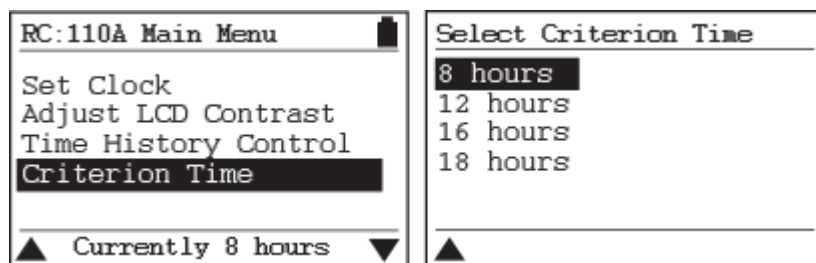 RC:110A Main Menu
Set Clock
Adjust LCD Contrast
Time History Control
Criterion Time
Currently 8 hours
Select Criterion Time
8 hours
12 hours
16 hours
18 hours